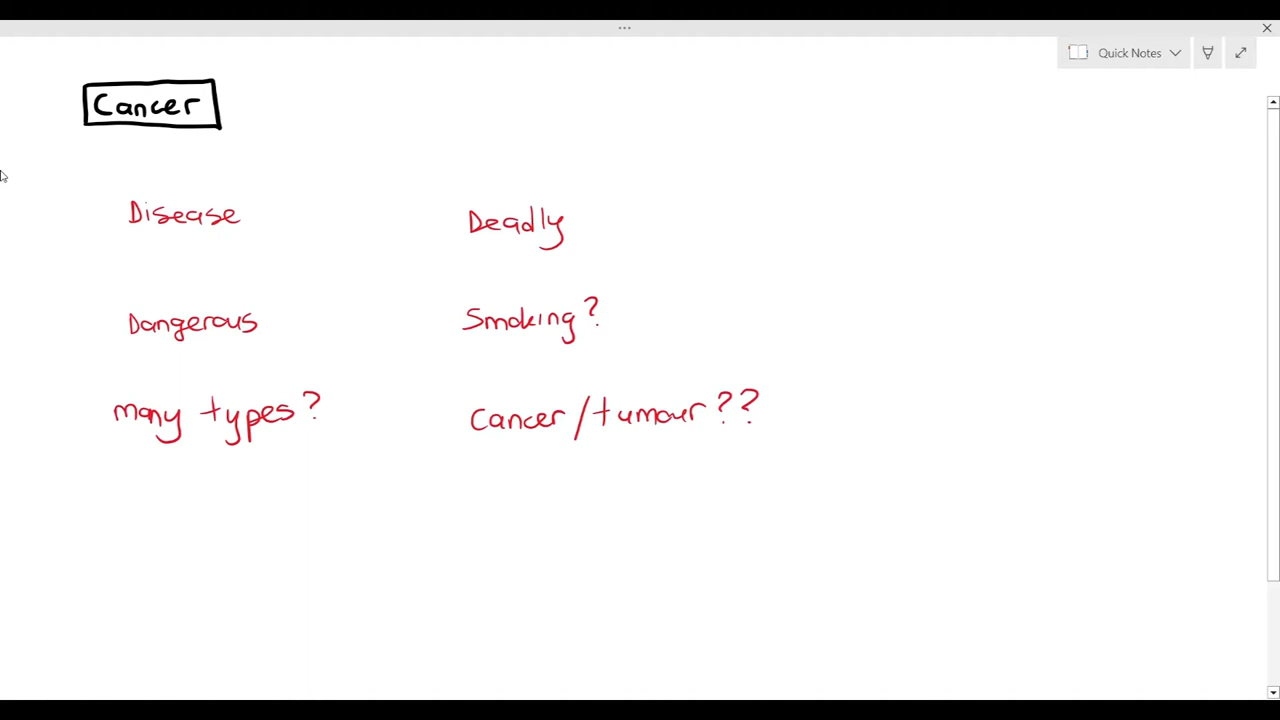 Quick Notes
Cancer
Disease Deadly
Dangerous Smoking?
many types? Cancer/tumour??